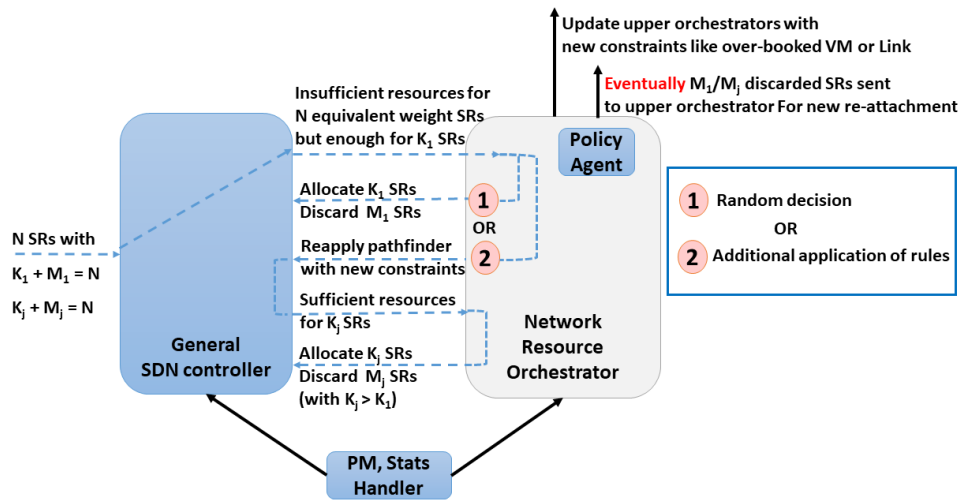 Update upper orchestrators with
new constraints like over-booked VM or Link
Eventually M₁/Mⱼ discarded SRs sent
to upper orchestrator For new re-attachment
Insufficient resources for
N equivalent weight SRs
but enough for K₁ SRs
Policy
Agent
Allocate K₁ SRs
Discard M₁ SRs
1
OR
2
Reapply pathfinder
with new constraints
Sufficient resources
for Kⱼ SRs
Allocate Kⱼ SRs
Discard Mⱼ SRs
(with Kⱼ > K₁)
N SRs with
K₁ + M₁ = N
Kⱼ + Mⱼ = N
General
SDN controller
Network
Resource
Orchestrator
1 Random decision
OR
2 Additional application of rules
PM, Stats
Handler